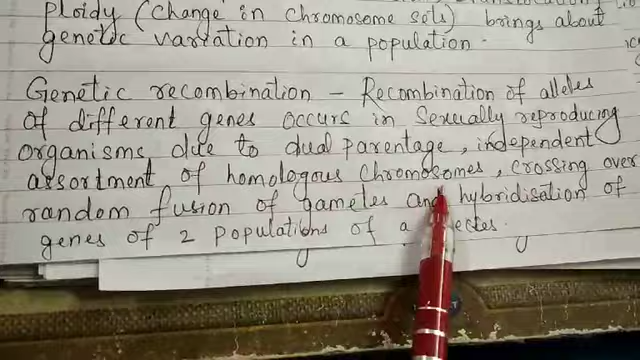 Ploidy (Change in Chromosome sets) brings about
genetic variation in a population.
Genetic recombination – Recombination of alleles
of different genes occurs in Sexually reproducing
organisms due to dual parentage, independent
assortment of homologous Chromosomes, crossing over
random fusion of gametes and hybridisation of
genes of 2 populations of a